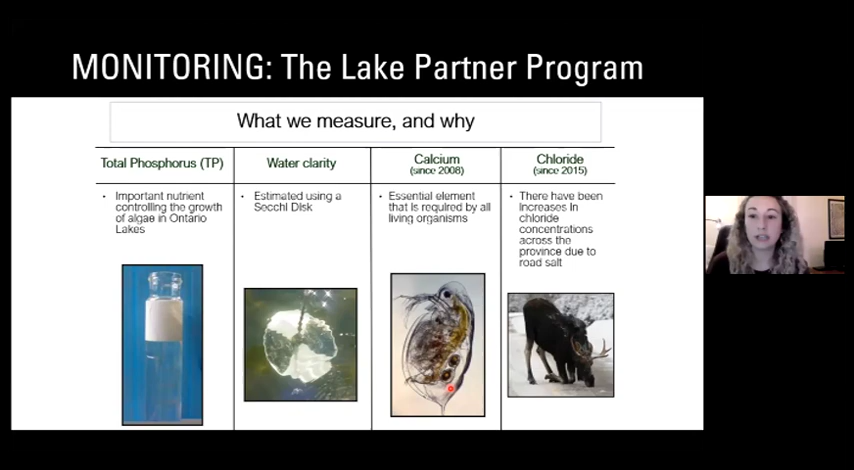 MONITORING: The Lake Partner Program
What we measure, and why
Total Phosphorus (TP)
Important nutrient
controlling the growth
of algae in Ontario
Lakes
Water clarity
Estimated using a
Secchi Disk
Calcium
(since 2008)
Essential element
that is required by all
living organisms
Chloride
(since 2015)
There have been
increases in
chloride
concentrations
across the
province due to
road salt